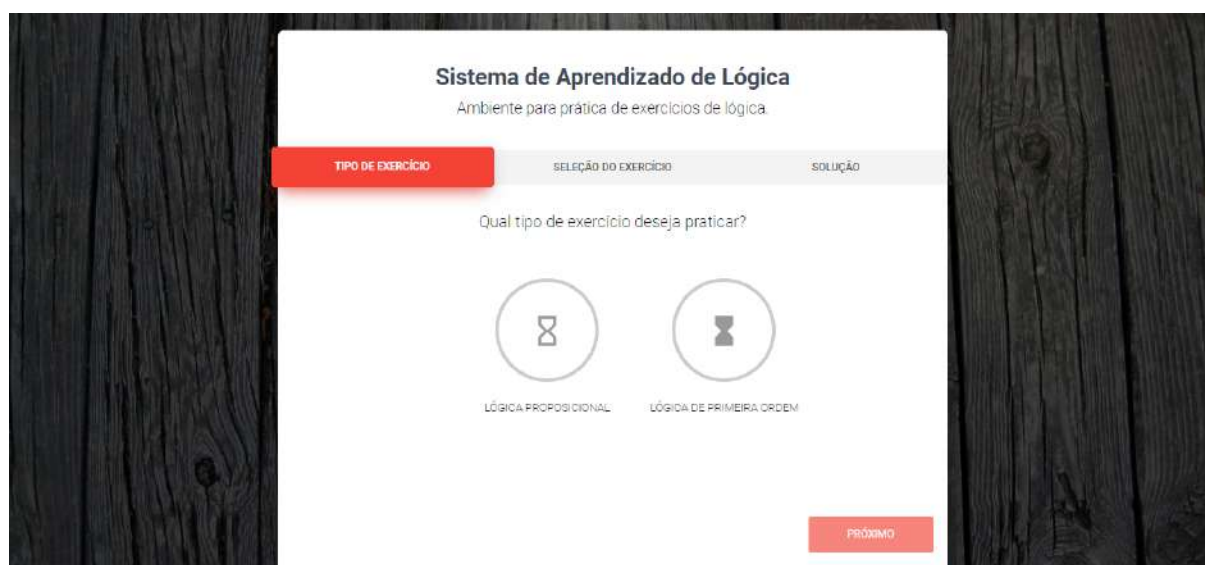 Sistema de Aprendizado de Lógica
Ambiente para prática de exercícios de lógica.
TIPO DE EXERCÍCIO
SELEÇÃO DO EXERCÍCIO
SOLUÇÃO
Qual tipo de exercício deseja praticar?
LÓGICA PROPOSICIONAL
LÓGICA DE PRIMEIRA ORDEM
PRÓXIMO